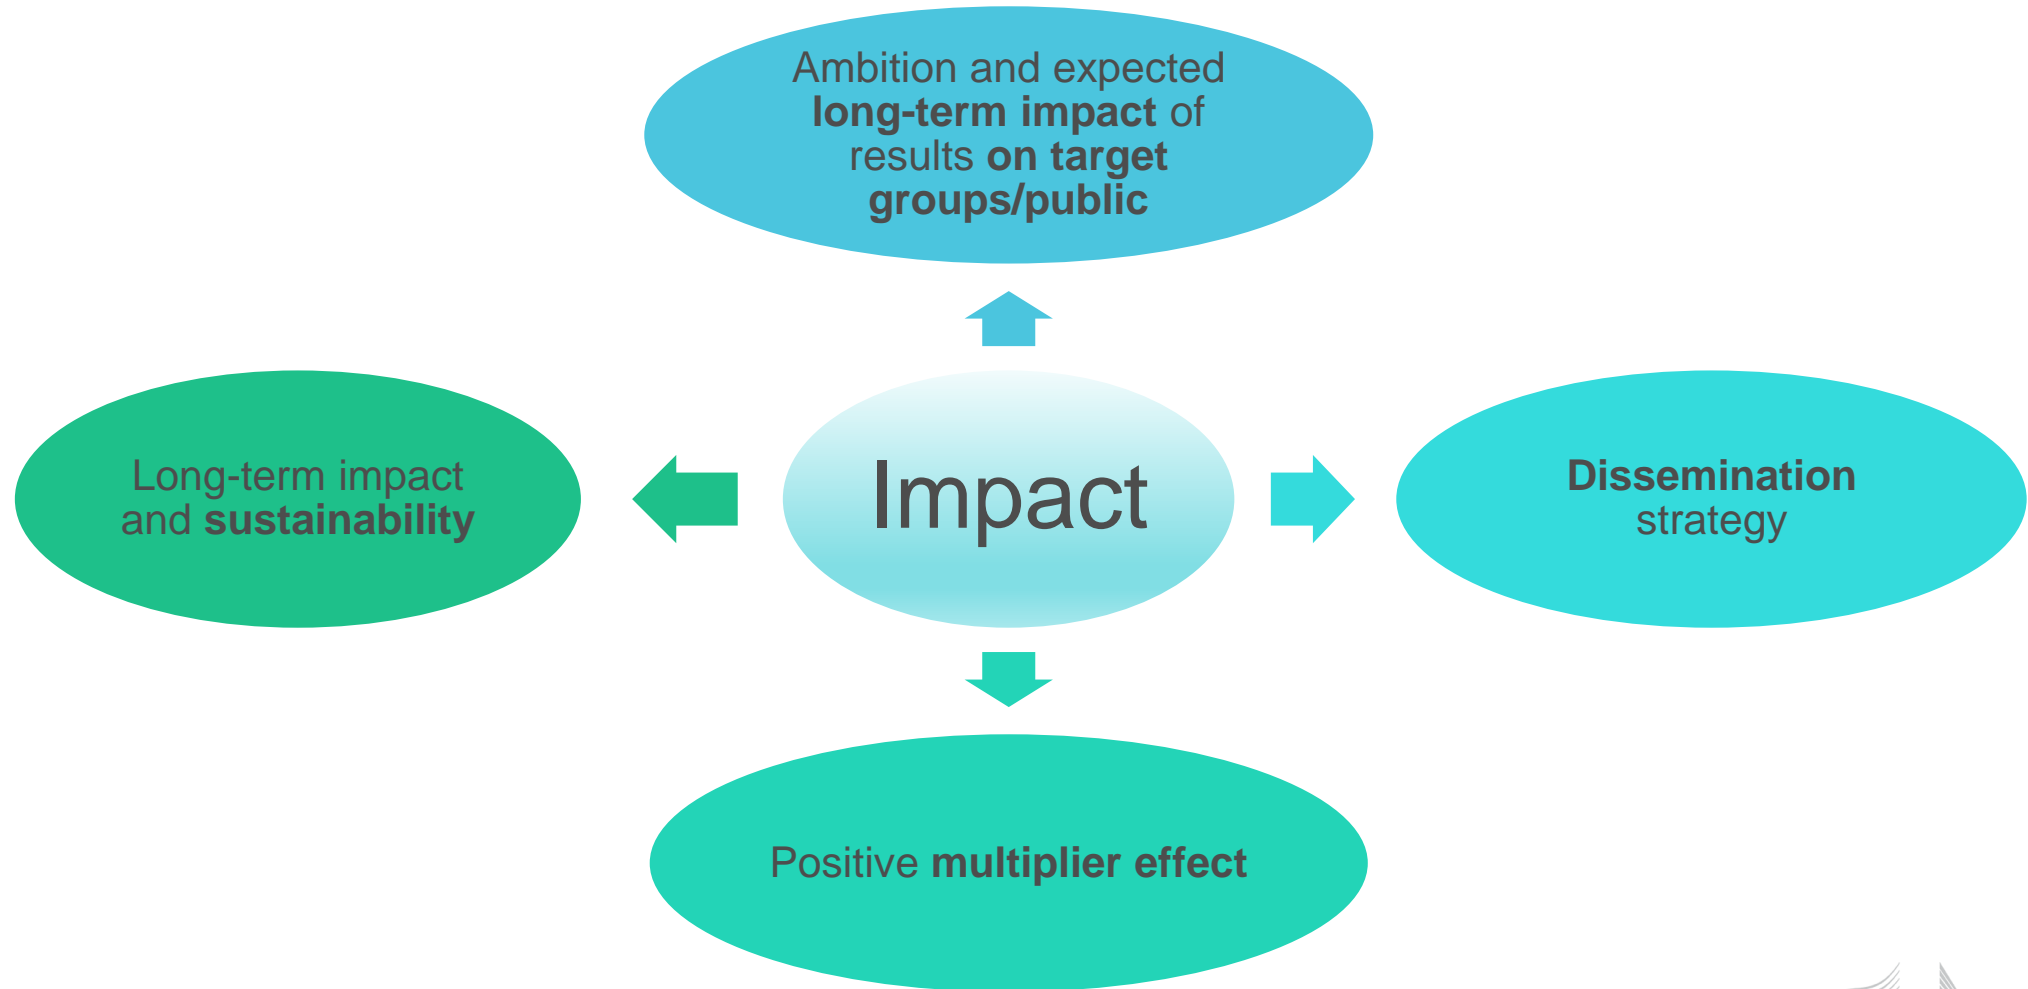 Ambition and expected
long-term impact of
results on target
groups/public
Long-term impact
and sustainability
Impact
Dissemination
strategy
Positive multiplier effect